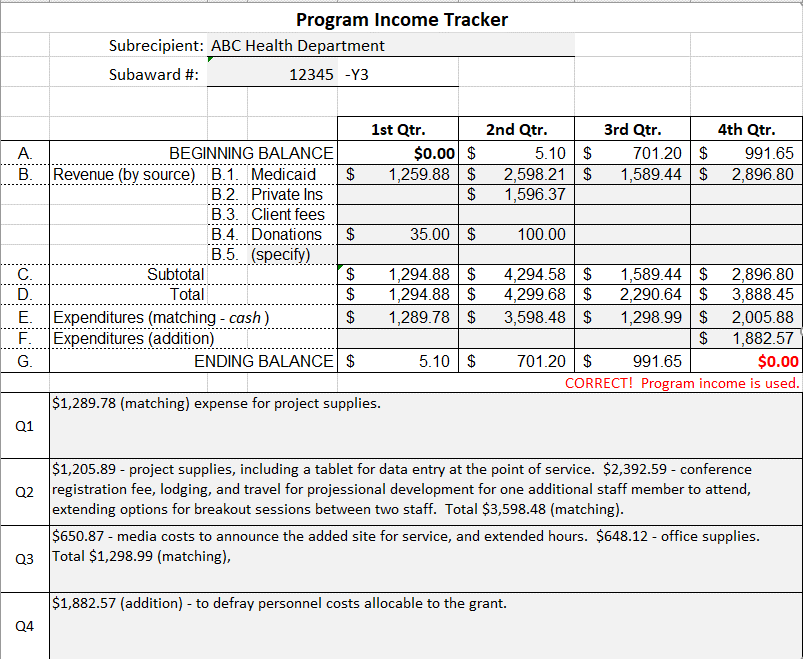 Program Income Tracker
Subrecipient: ABC Health Department
Subaward #: 12345 -Y3
1st Qtr. 2nd Qtr. 3rd Qtr. 4th Qtr.
A. BEGINNING BALANCE $0.00 $ 5.10 $ 701.20 $ 991.65
B. Revenue (by source) B.1. Medicaid $ 1,259.88 $ 2,598.21 $ 1,589.44 $ 2,896.80
B.2. Private Ins $ 1,596.37
B.3. Client fees
B.4. Donations $ 35.00 $ 100.00
B.5. (specify)
C. Subtotal $ 1,294.88 $ 4,294.58 $ 1,589.44 $ 2,896.80
D. Total $ 1,294.88 $ 4,299.68 $ 2,290.64 $ 3,888.45
E. Expenditures (matching - cash ) $ 1,289.78 $ 3,598.48 $ 1,298.99 $ 2,005.88
F. Expenditures (addition) $ 1,882.57
G. ENDING BALANCE $ 5.10 $ 701.20 $ 991.65 $0.00
CORRECT! Program income is used.
Q1 $1,289.78 (matching) expense for project supplies.
$1,205.89 - project supplies, including a tablet for data entry at the point of service. $2,392.59 - conference
Q2 registration fee, lodging, and travel for projessional development for one additional staff member to attend,
extending options for breakout sessions between two staff. Total $3,598.48 (matching).
$650.87 - media costs to announce the added site for service, and extended hours. $648.12 - office supplies.
Q3 Total $1,298.99 (matching),
Q4 $1,882.57 (addition) - to defray personnel costs allocable to the grant.